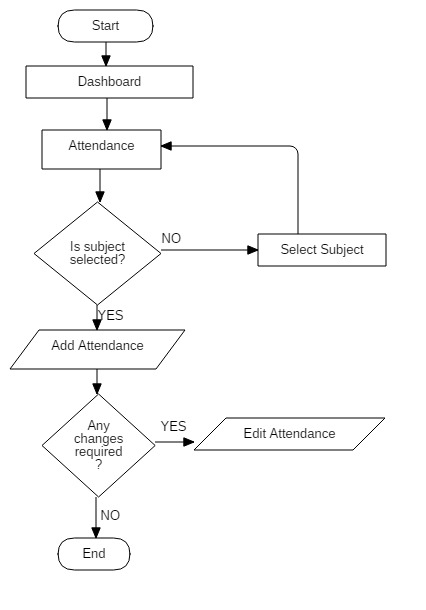 Start
Dashboard
Attendance
Is subject
selected?
NO
Select Subject
YES
Add Attendance
Any
changes
required
?
YES
Edit Attendance
NO
End